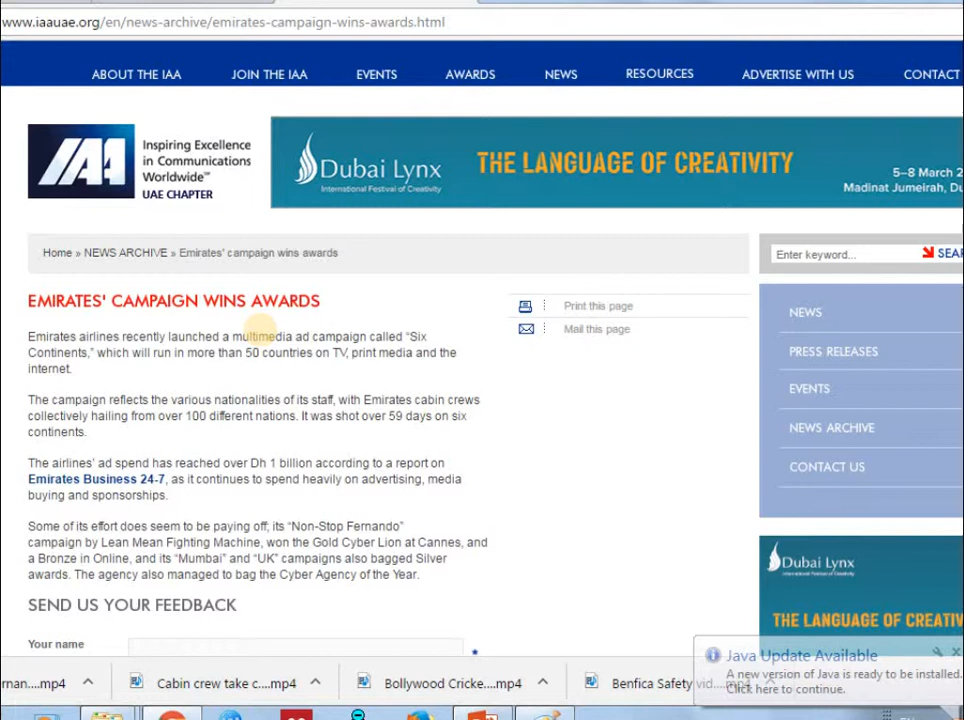 www.iaauae.org/en/news-archive/emirates-campaign-wins-awards.html
ABOUT THE IAA JOIN THE IAA EVENTS AWARDS NEWS RESOURCES ADVERTISE WITH US CONTACT
IAA
Inspiring Excellence
in Communications
Worldwide™
UAE CHAPTER
Dubai Lynx
International Festival of Creativity
THE LANGUAGE OF CREATIVITY
5–8 March 2
Madinat Jumeirah, Du
Home » NEWS ARCHIVE » Emirates' campaign wins awards
Enter keyword...
EMIRATES' CAMPAIGN WINS AWARDS
Print this page
Mail this page
Emirates airlines recently launched a multimedia ad campaign called “Six
Continents,” which will run in more than 50 countries on TV, print media and the
internet.
The campaign reflects the various nationalities of its staff, with Emirates cabin crews
collectively hailing from over 100 different nations. It was shot over 59 days on six
continents.
The airlines’ ad spend has reached over Dh 1 billion according to a report on
Emirates Business 24-7, as it continues to spend heavily on advertising, media
buying and sponsorships.
Some of its effort does seem to be paying off; its “Non-Stop Fernando”
campaign by Lean Mean Fighting Machine, won the Gold Cyber Lion at Cannes, and
a Bronze in Online, and its “Mumbai” and “UK” campaigns also bagged Silver
awards. The agency also managed to bag the Cyber Agency of the Year.
SEND US YOUR FEEDBACK
Your name
*
NEWS
PRESS RELEASES
EVENTS
NEWS ARCHIVE
CONTACT US
Dubai Lynx
International Festival of Creativity
THE LANGUAGE OF CREATIV
Java Update Available
A new version of Java is ready to be installed.
Click here to continue.
rnan....mp4 Cabin crew take c....mp4 Bollywood Cricke....mp4 Benfica Safety vid....mp4